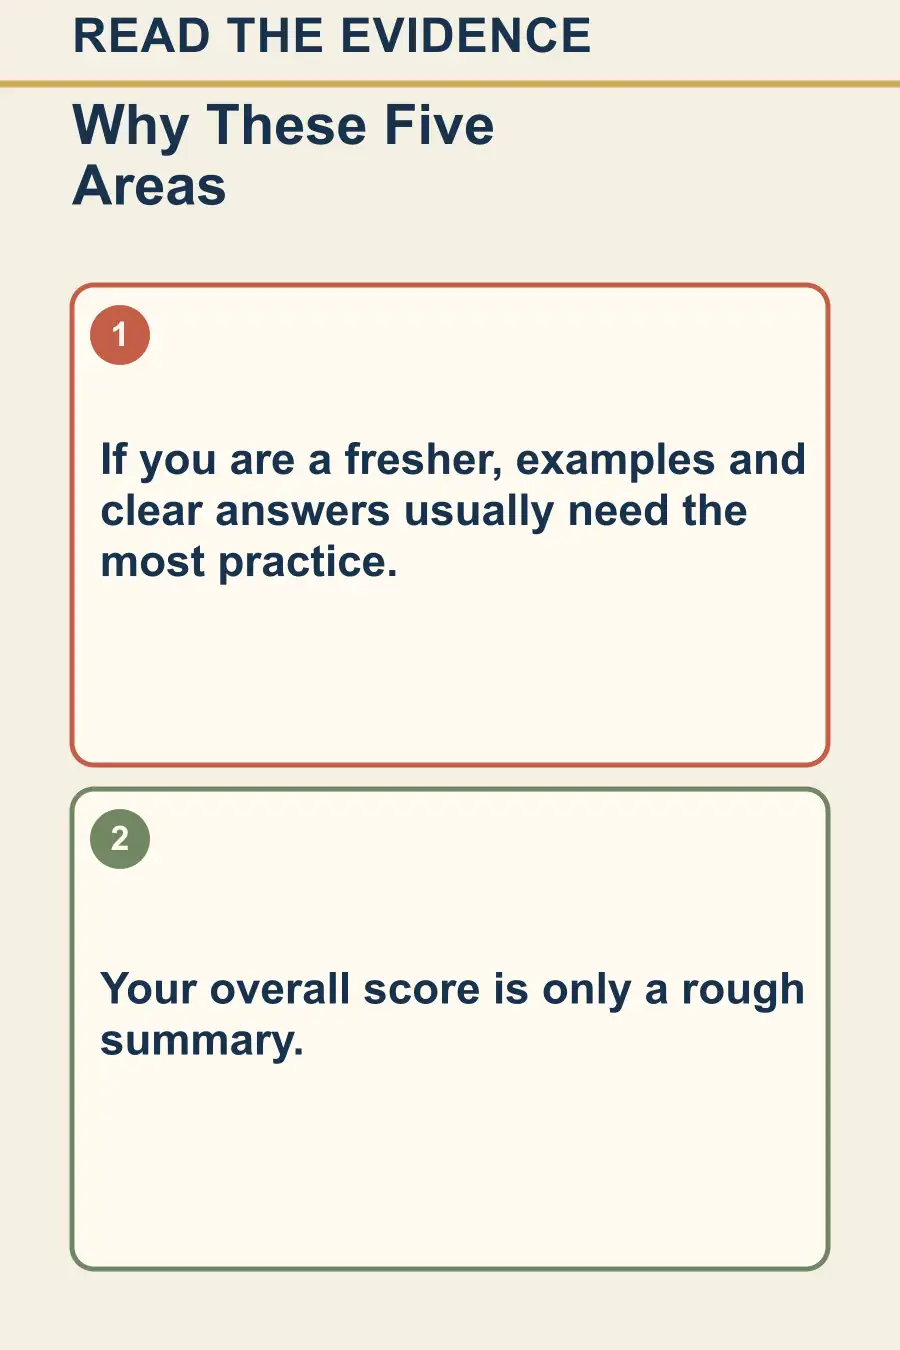 READ THE EVIDENCE
Why These Five
Areas
1
If you are a fresher, examples and
clear answers usually need the
most practice.
2
Your overall score is only a rough
summary.